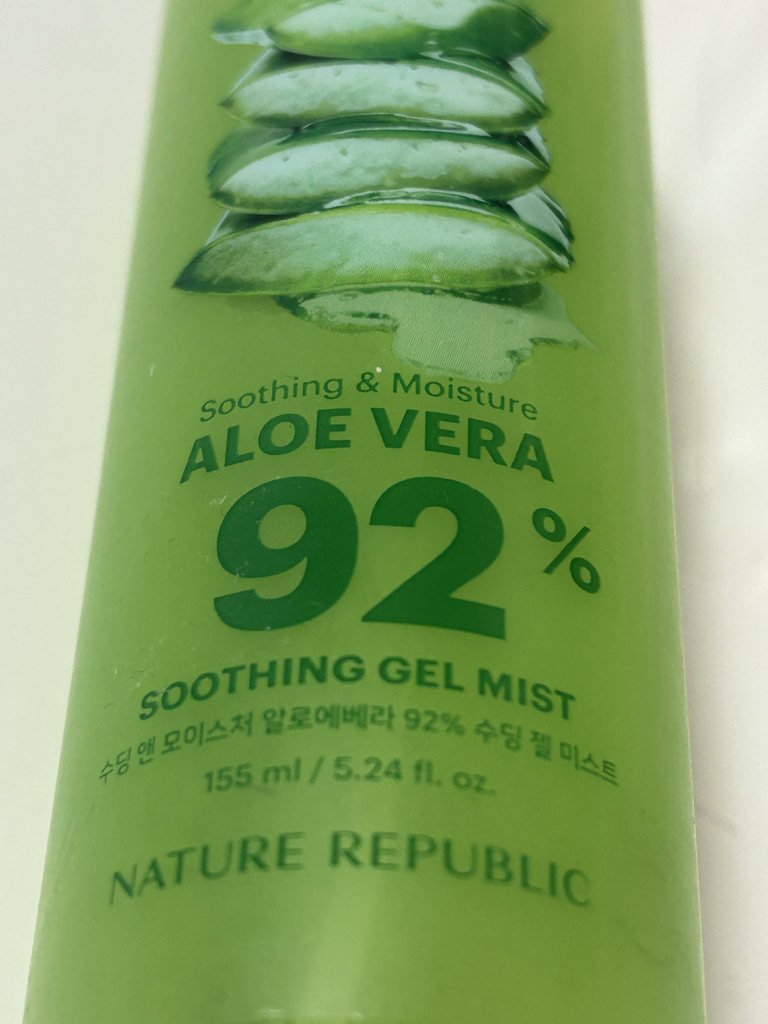 Soothing & Moisture
ALOE VERA
92%
SOOTHING GEL MIST
수딩 앤 모이스처 알로에베라 92% 수딩 젤 미스트
155 ml / 5.24 fl. oz.
NATURE REPUBLIC